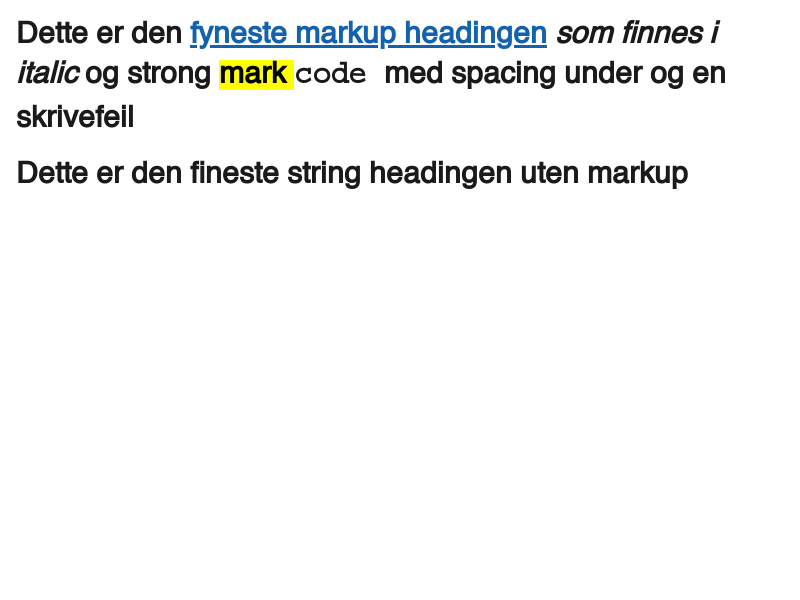 Dette er den fyneste markup headingen som finnes i
italic og strong mark code med spacing under og en
skrivefeil
Dette er den fineste string headingen uten markup